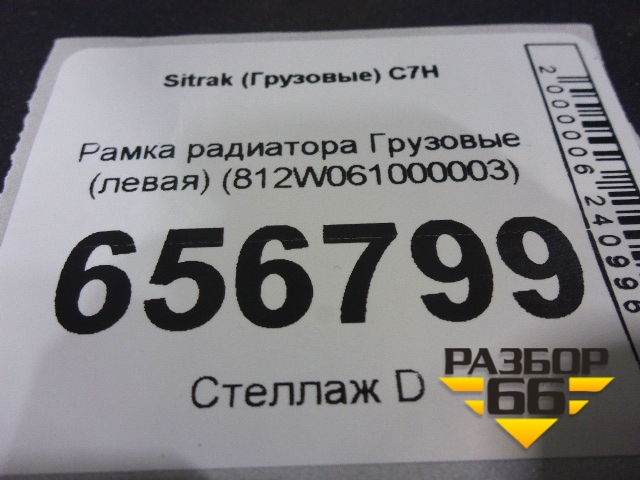 Sitrak (Грузовые) C7H
Рамка радиатора Грузовые
(левая) (812W061000003)
656799
Стеллаж D
2000006240996
РАЗБОР
66